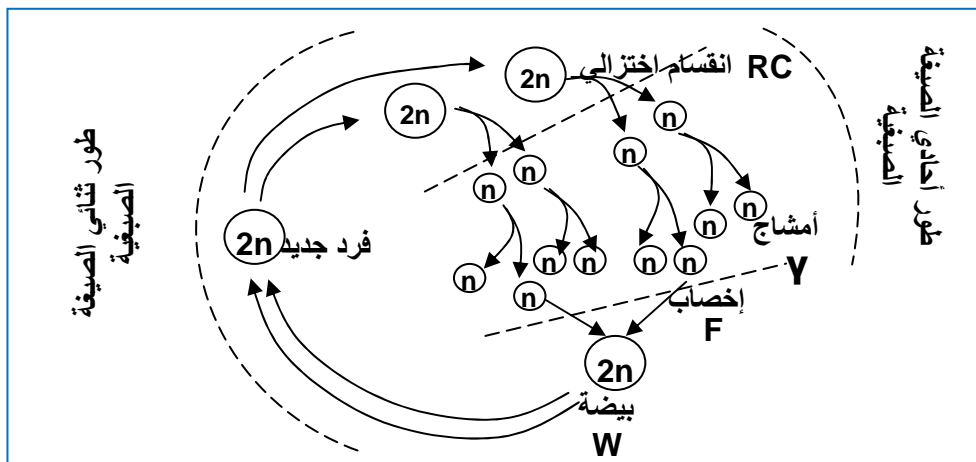 انقسام اختزالي RC
2n
2n
n
n
n
n
n
n
n
n
n
n
n
n
أمشاج
γ
إخصاب
F
2n
بيضة
W
2n
فرد جديد
طور ثنائي الصيغة
الصبغية
طور أحادي الصيغة
الصبغية